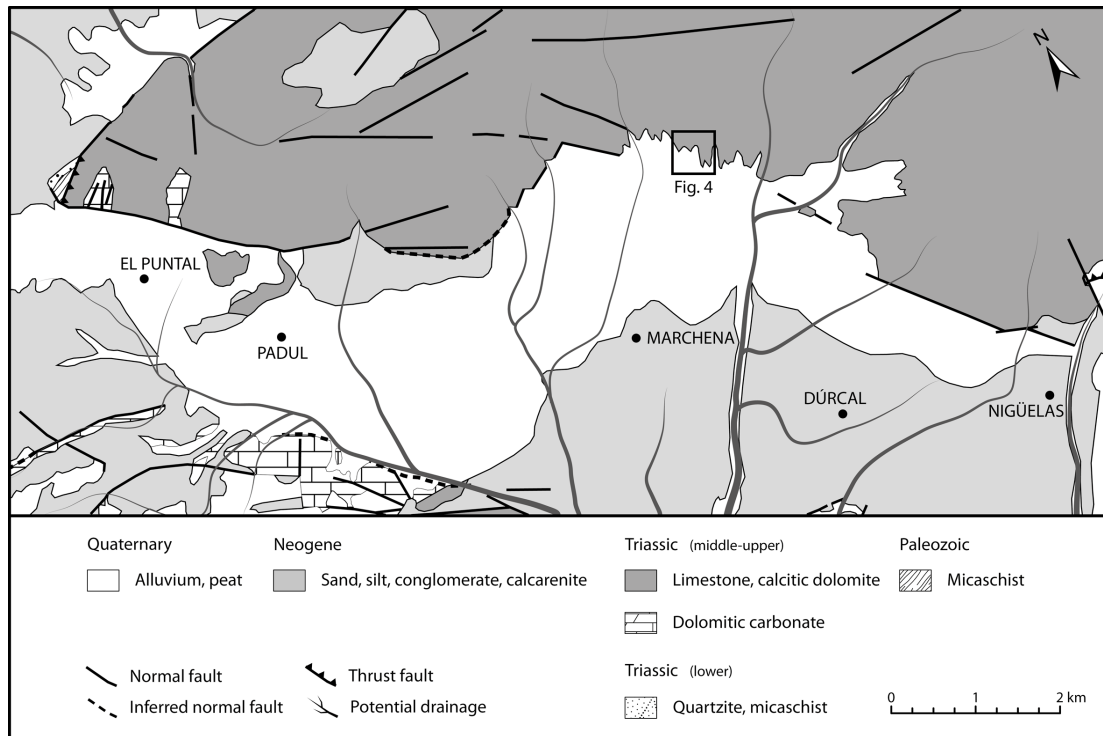 N
Fig. 4
EL PUNTAL
PADUL
MARCHENA
DÚRCAL
NIGÜELAS
Quaternary
Alluvium, peat
Neogene
Sand, silt, conglomerate, calcarenite
Triassic (middle-upper)
Limestone, calcitic dolomite
Dolomitic carbonate
Triassic (lower)
Quartzite, micaschist
Paleozoic
Micaschist
Normal fault
Inferred normal fault
Thrust fault
Potential drainage
0 1 2 km